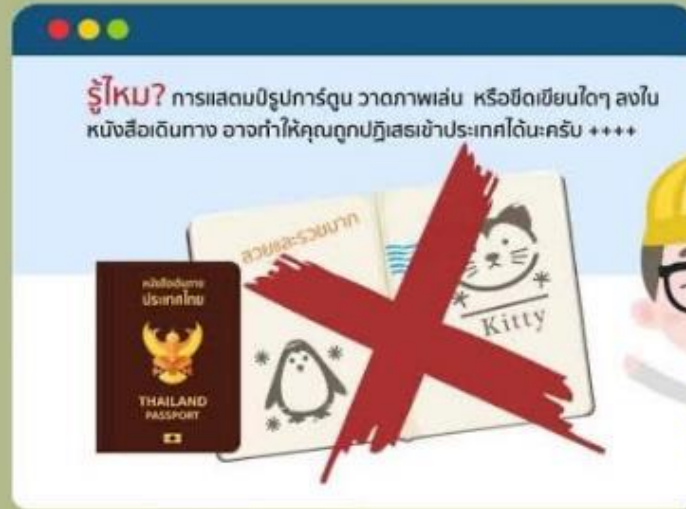 รู้ไหม? การแสตมป์รูปการ์ตูน วาดภาพเล่น หรือขีดเขียนใดๆ ลงใน
หนังสือเดินทาง อาจทำให้คุณถูกปฏิเสธเข้าประเทศได้นะครับ ++++
สวยและรวยมาก
Kitty
หนังสือเดินทาง
ประเทศไทย
THAILAND
PASSPORT